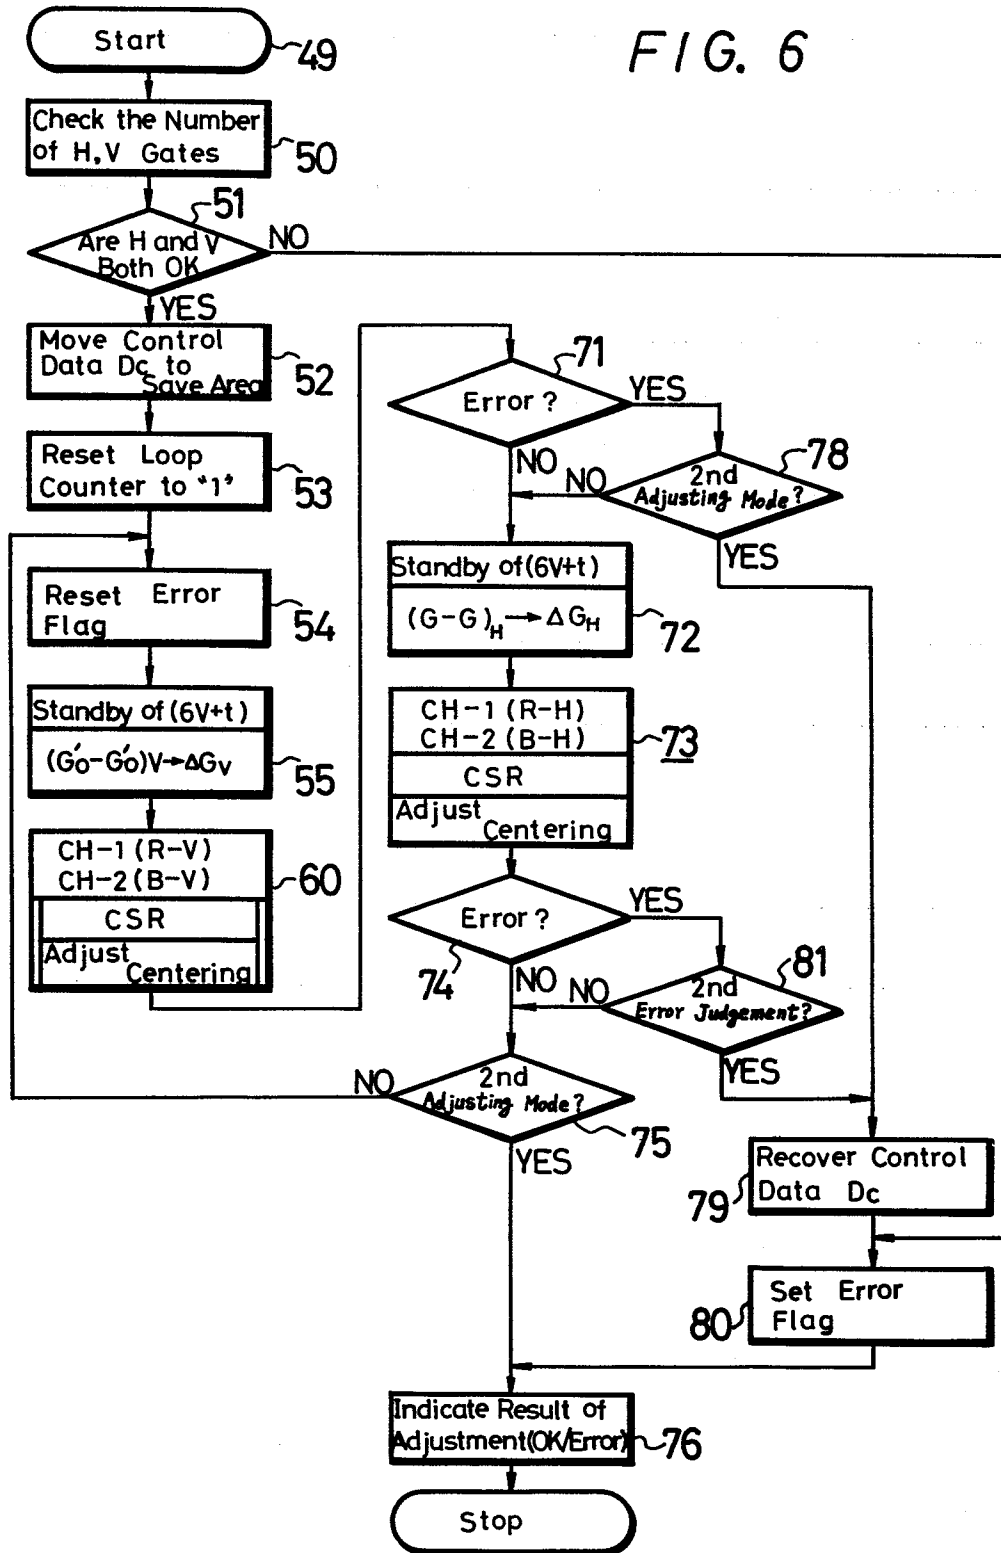 FIG. 6
Start
49
Check the Number
of H,V Gates
50
51
Are H and V
Both OK
NO
YES
Move Control
Data Dc to
Save Area
52
Reset Loop
Counter to "1"
53
Reset Error
Flag
54
Standby of (6V+t)
(G'o-G'o)V→ΔGV
55
CH-1 (R-V)
CH-2 (B-V)
60
CSR
Adjust
Centering
71
Error ?
YES
NO
78
2nd
Adjusting Mode?
NO
YES
Standby of (6V+t)
(G-G)H→ΔGH
72
CH-1 (R-H)
CH-2 (B-H)
73
CSR
Adjust
Centering
Error ?
YES
74
NO
81
2nd
Error Judgement?
NO
YES
2nd
Adjusting Mode?
NO
75
YES
Recover Control
Data Dc
79
Set Error
Flag
80
Indicate Result of
Adjustment(OK/Error)
76
Stop